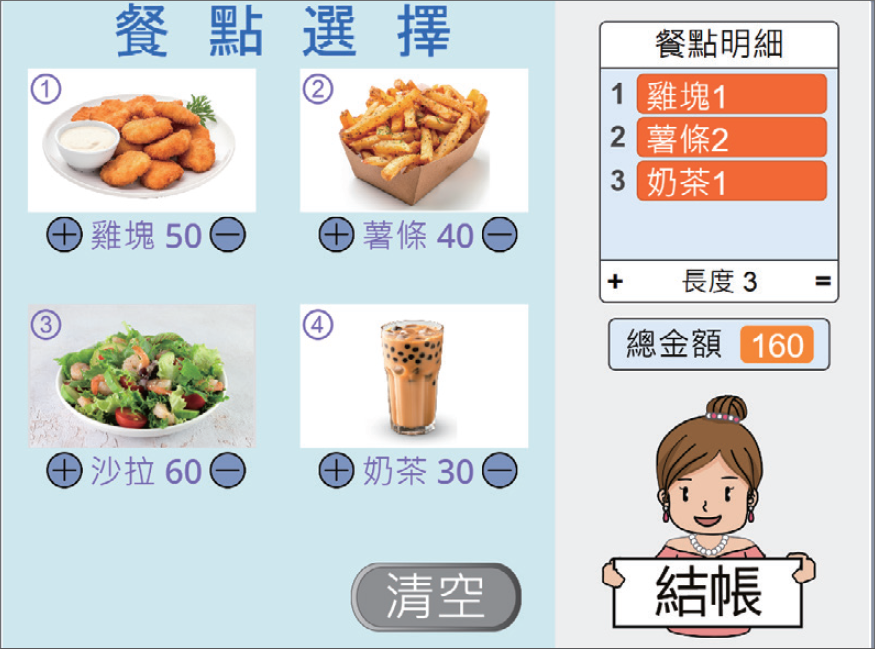 餐點選擇
①
②
+ 雞塊 50 −
+ 薯條 40 −
③
④
+ 沙拉 60 −
+ 奶茶 30 −
清空
餐點明細
1 雞塊1
2 薯條2
3 奶茶1
+ 長度 3 =
總金額 160
結帳